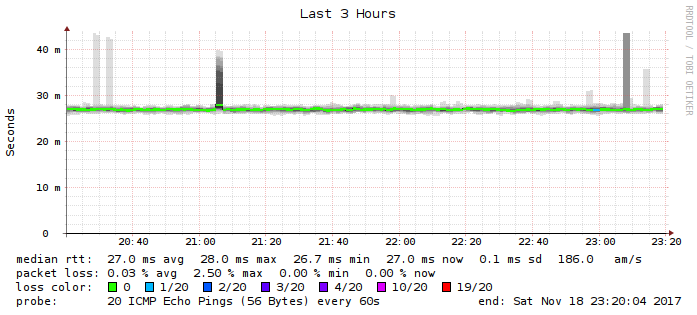 Last 3 Hours
RRDTOOL / TOBI OETIKER
Seconds
40 m
30 m
20 m
10 m
0
20:40 21:00 21:20 21:40 22:00 22:20 22:40 23:00 23:20
median rtt: 27.0 ms avg 28.0 ms max 26.7 ms min 27.0 ms now 0.1 ms sd 186.0 am/s
packet loss: 0.03 % avg 2.50 % max 0.00 % min 0.00 % now
loss color: 0 1/20 2/20 3/20 4/20 10/20 19/20
probe: 20 ICMP Echo Pings (56 Bytes) every 60s end: Sat Nov 18 23:20:04 2017